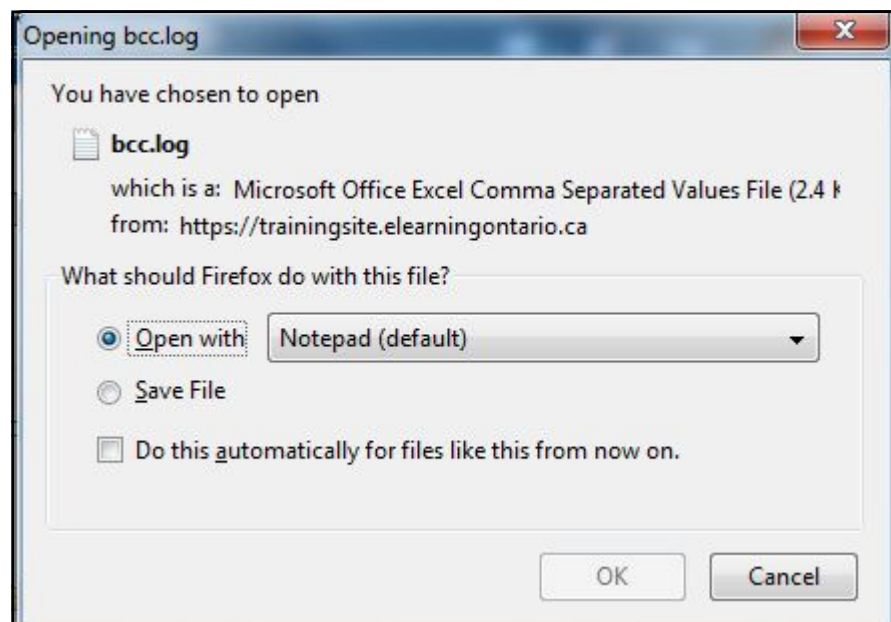 Opening bcc.log
You have chosen to open
bcc.log
which is a: Microsoft Office Excel Comma Separated Values File (2.4 K
from: https://trainingsite.elearningontario.ca
What should Firefox do with this file?
Open with Notepad (default)
Save File
Do this automatically for files like this from now on.
OK Cancel